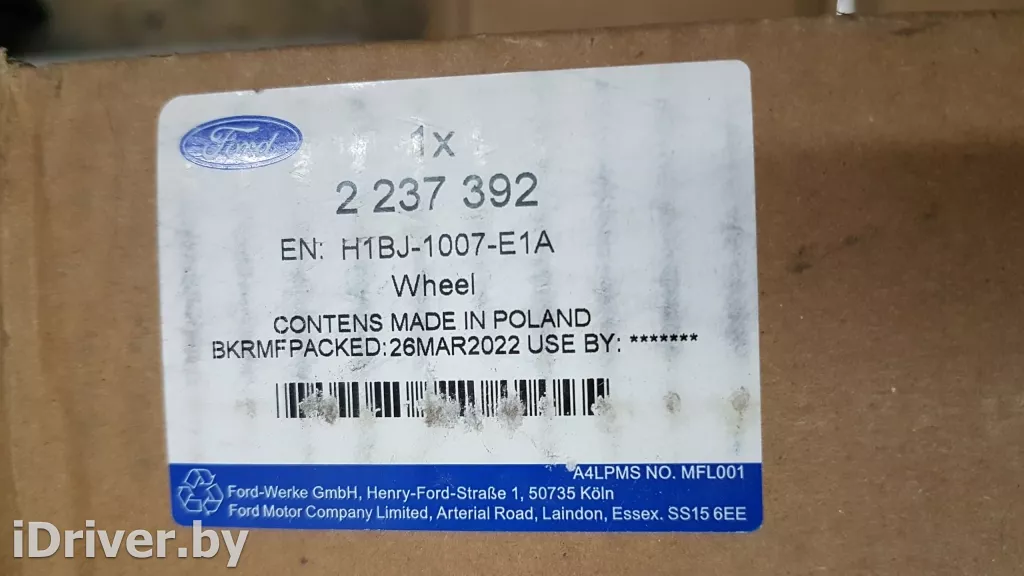 Ford
1x
2 237 392
EN: H1BJ-1007-E1A
Wheel
CONTENS MADE IN POLAND
BKRMFPACKED:26MAR2022 USE BY: *******
A4LPMS NO. MFL001
Ford-Werke GmbH, Henry-Ford-Straße 1, 50735 Köln
Ford Motor Company Limited, Arterial Road, Laindon, Essex. SS15 6EE
iDriver.by